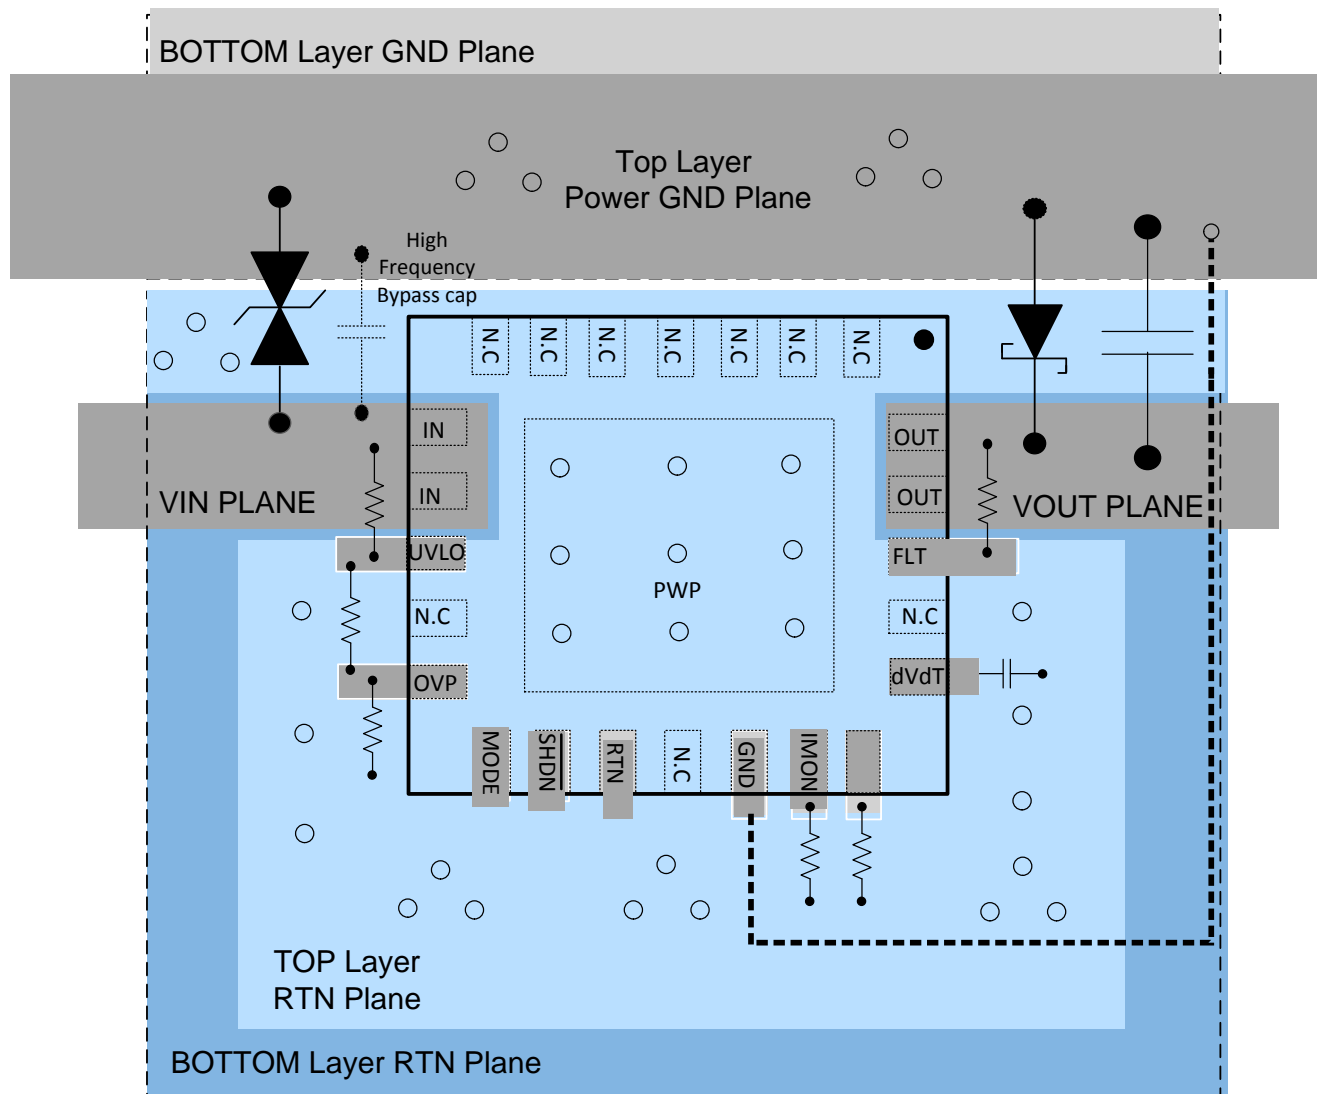 BOTTOM Layer GND Plane
Top Layer
Power GND Plane
High
Frequency
Bypass cap
N.C
N.C
N.C
N.C
N.C
N.C
N.C
IN
OUT
IN
OUT
VIN PLANE
VOUT PLANE
UVLO
FLT
PWP
N.C
N.C
OVP
dVdT
MODE
SHDN
RTN
N.C
GND
IMON
TOP Layer
RTN Plane
BOTTOM Layer RTN Plane